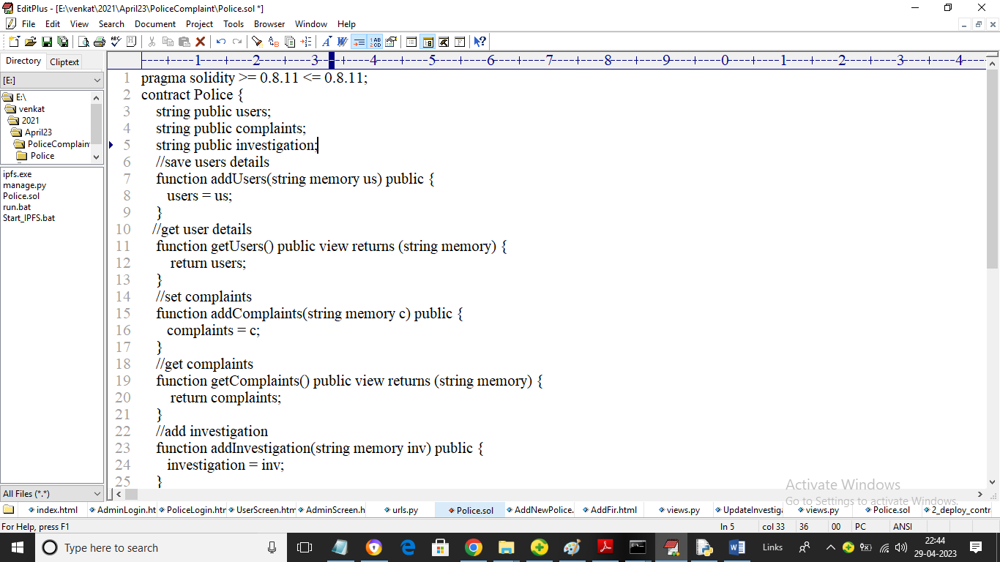 EditPlus - [E:\venkat\2021\April23\PoliceComplaint\Police.sol *]
File Edit View Search Document Project Tools Browser Window Help
Directory Cliptext
[E:]
E:\
venkat
2021
April23
PoliceComplain
Police
ipfs.exe
manage.py
Police.sol
run.bat
Start_IPFS.bat
All Files (*.*)
----+----1----+----2----+----3----+----4----+----5----+----6----+----7----+----8----+----9----+----0----+----1----+----2----+----3----+----4----
1 pragma solidity >= 0.8.11 <= 0.8.11;
2 contract Police {
3 string public users;
4 string public complaints;
5 string public investigation;
6 //save users details
7 function addUsers(string memory us) public {
8 users = us;
9 }
10 //get user details
11 function getUsers() public view returns (string memory) {
12 return users;
13 }
14 //set complaints
15 function addComplaints(string memory c) public {
16 complaints = c;
17 }
18 //get complaints
19 function getComplaints() public view returns (string memory) {
20 return complaints;
21 }
22 //add investigation
23 function addInvestigation(string memory inv) public {
24 investigation = inv;
25 }
Activate Windows
Go to Settings to activate Windows.
index.html AdminLogin.ht PoliceLogin.htr UserScreen.htm AdminScreen.h urls.py Police.sol AddNewPolice. AddFir.html views.py UpdateInvestiga views.py Police.sol 2_deploy_contr
For Help, press F1 ln 5 col 33 36 00 PC ANSI
Type here to search Links 22:44
29-04-2023